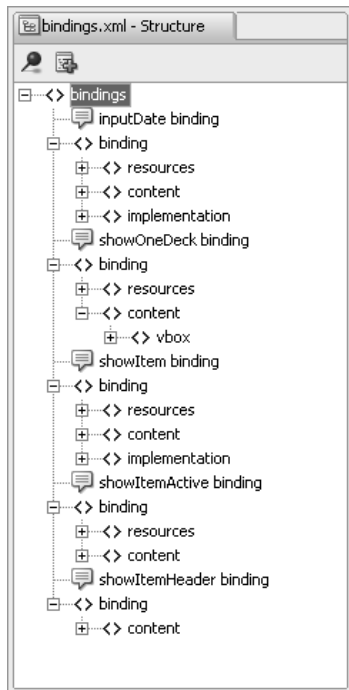 bindings.xml - Structure
<> bindings
inputDate binding
<> binding
<> resources
<> content
<> implementation
showOneDeck binding
<> binding
<> resources
<> content
<> vbox
showItem binding
<> binding
<> resources
<> content
<> implementation
showItemActive binding
<> binding
<> resources
<> content
showItemHeader binding
<> binding
<> content